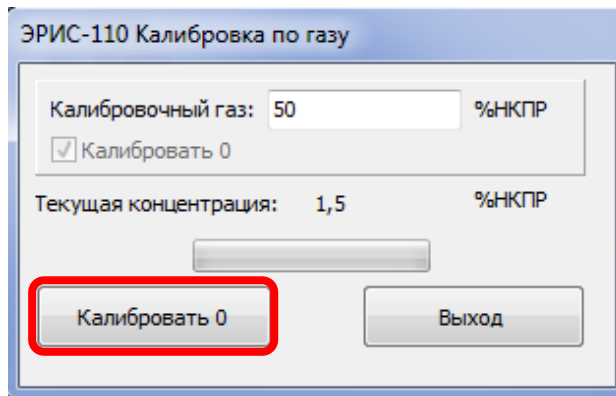 ЭРИС-110 Калибровка по газу
Калибровочный газ: 50 %НКПР
Калибровать 0
Текущая концентрация: 1,5 %НКПР
Калибровать 0 Выход